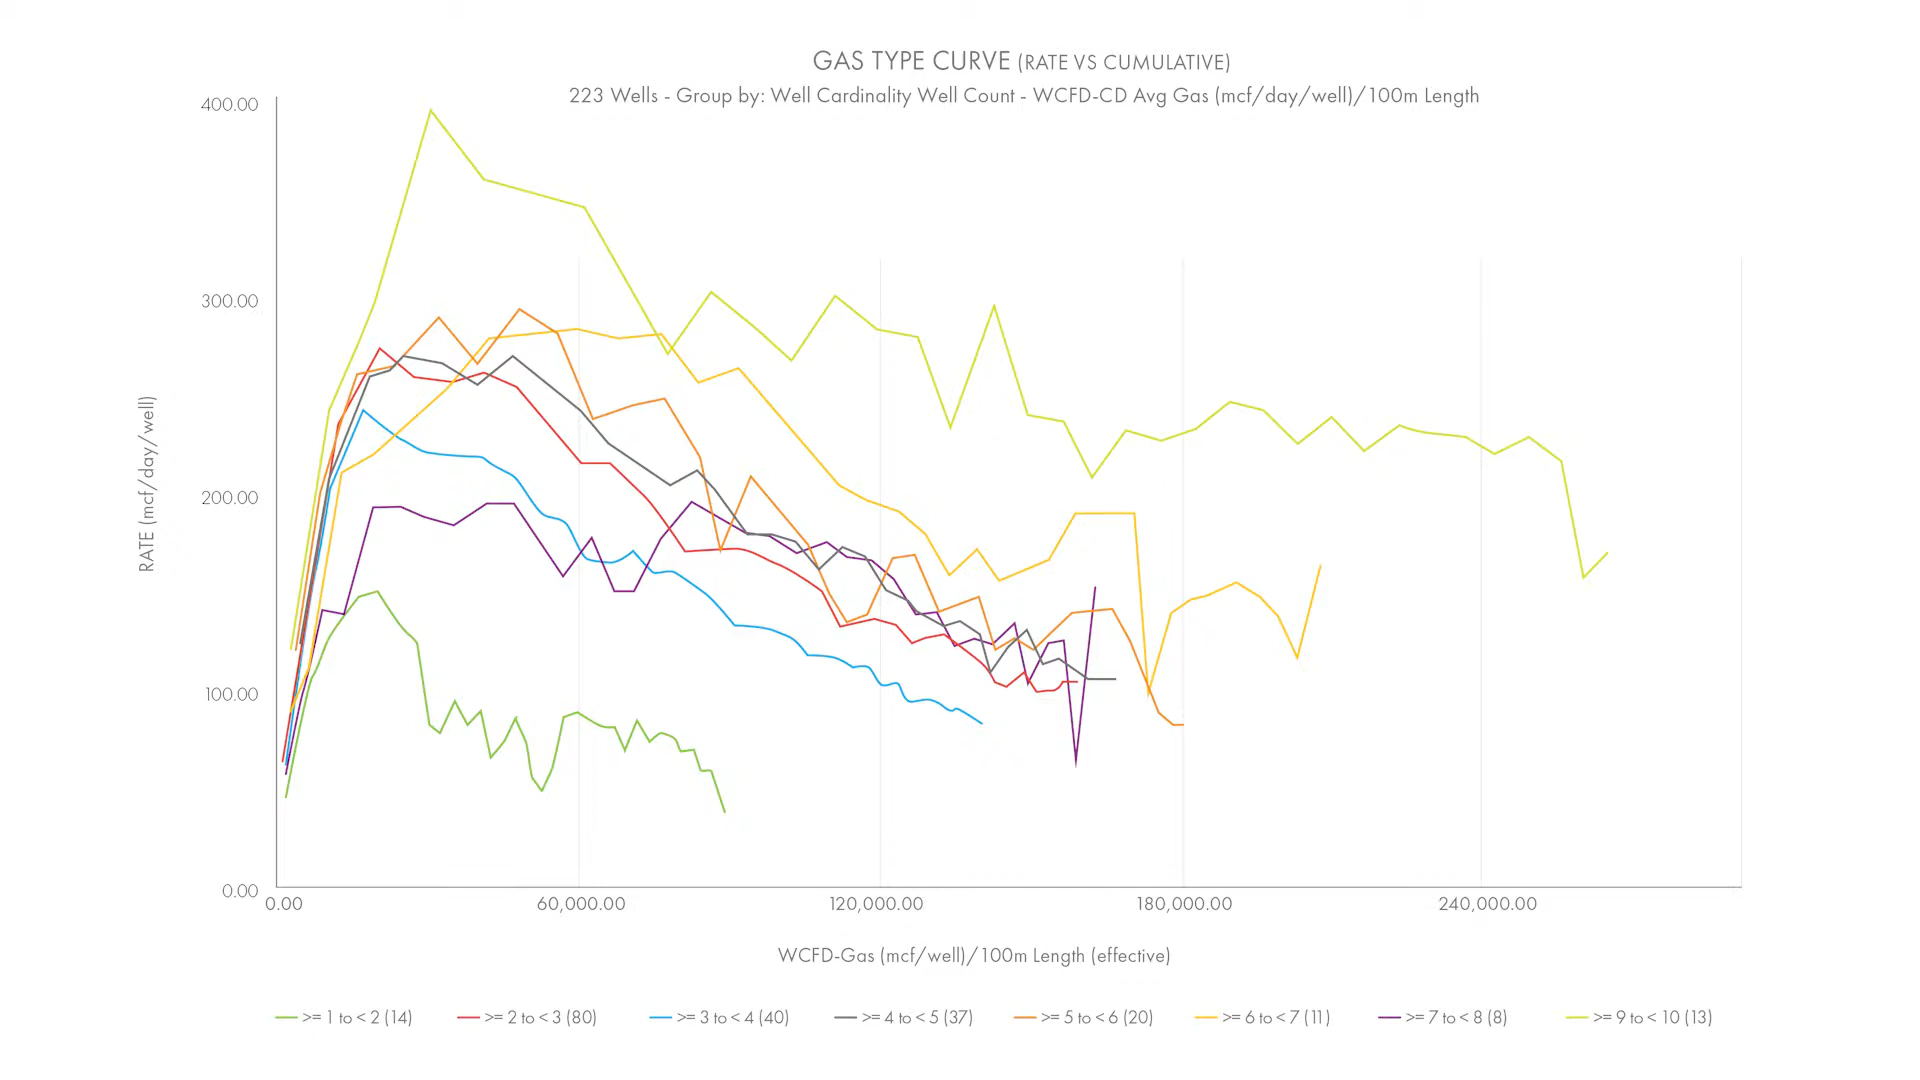 GAS TYPE CURVE (RATE VS CUMULATIVE)
223 Wells - Group by: Well Cardinality Well Count - WCFD-CD Avg Gas (mcf/day/well)/100m Length
400.00
300.00
200.00
100.00
0.00
RATE (mcf/day/well)
0.00 60,000.00 120,000.00 180,000.00 240,000.00
WCFD-Gas (mcf/well)/100m Length (effective)
>= 1 to < 2 (14) >= 2 to < 3 (80) >= 3 to < 4 (40) >= 4 to < 5 (37) >= 5 to < 6 (20) >= 6 to < 7 (11) >= 7 to < 8 (8) >= 9 to < 10 (13)